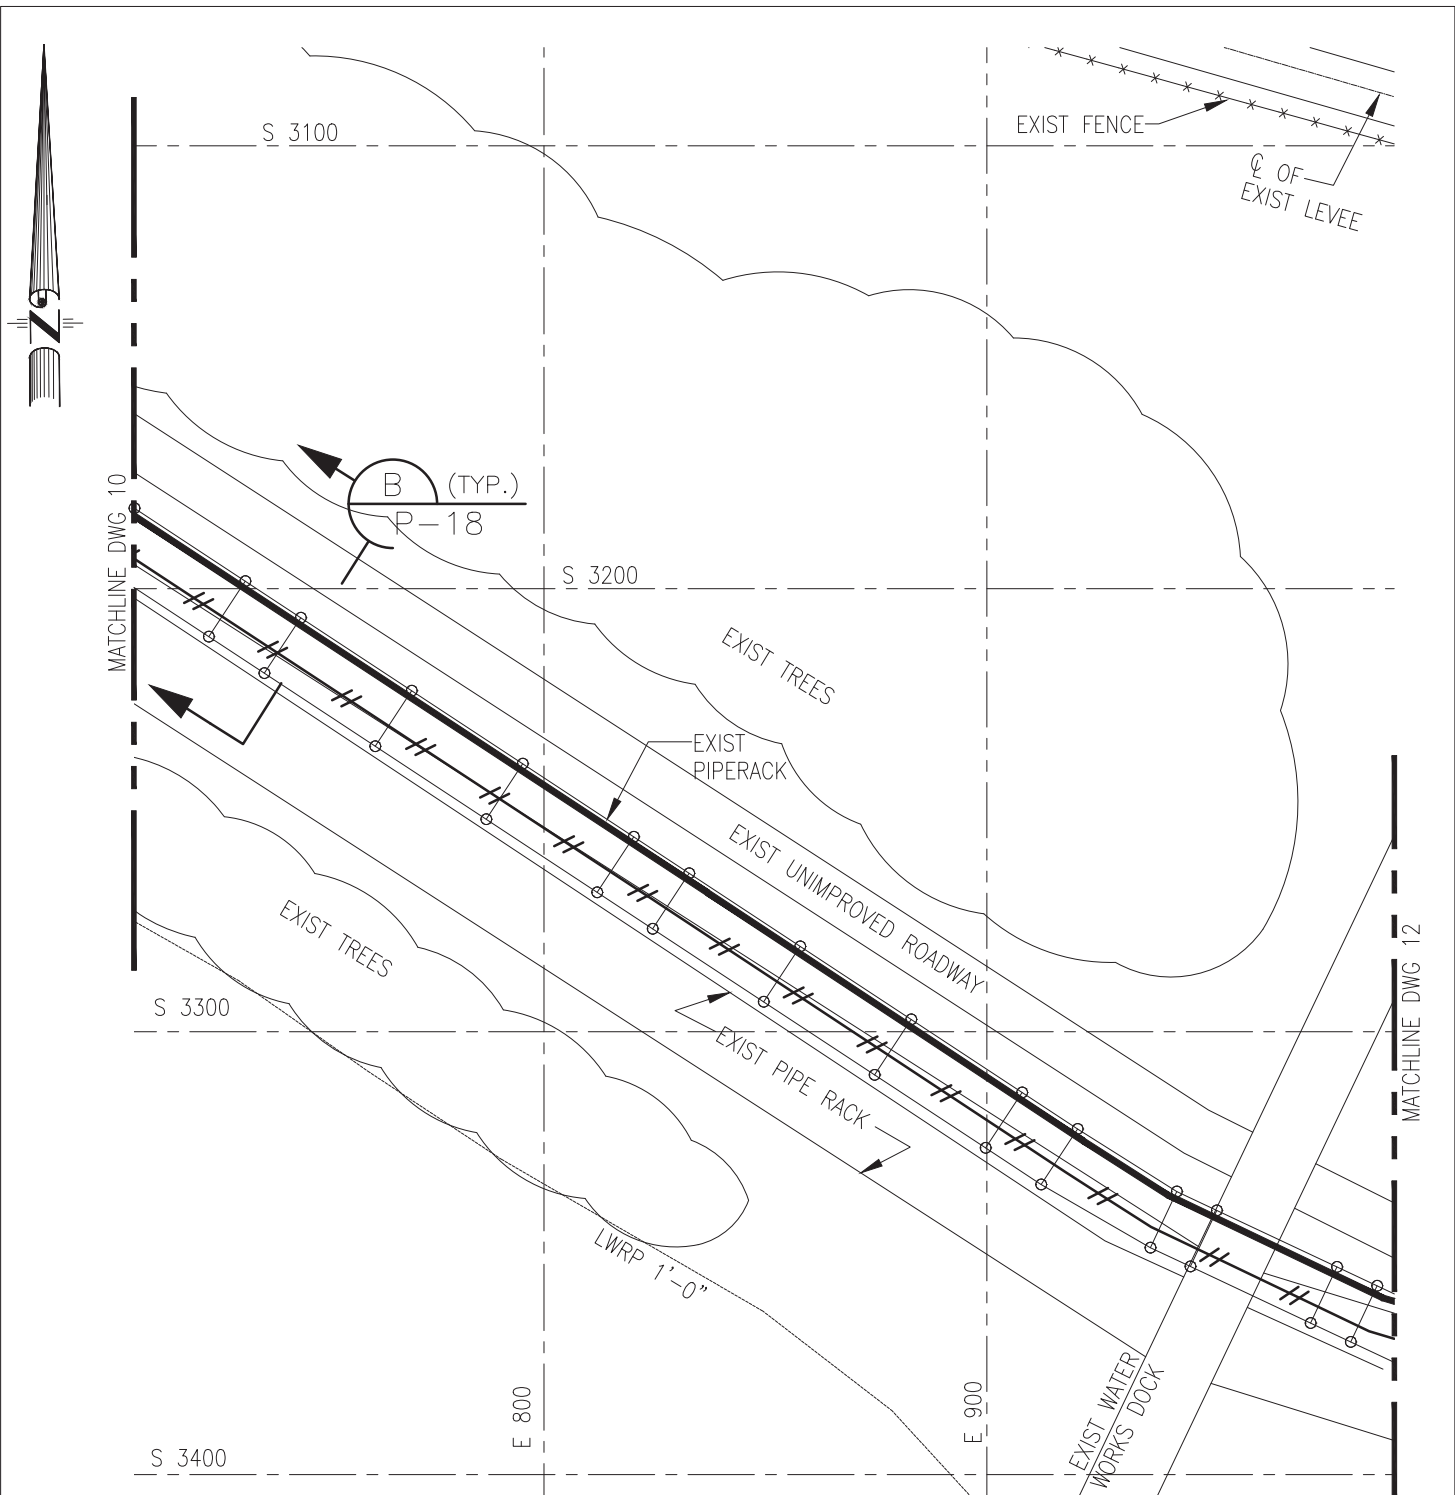 S 3100
EXIST FENCE
℄ OF
EXIST LEVEE
N
MATCHLINE DWG 10
B (TYP.)
P-18
S 3200
EXIST TREES
EXIST
PIPERACK
EXIST UNIMPROVED ROADWAY
EXIST TREES
S 3300
EXIST PIPE RACK
MATCHLINE DWG 12
LWRP 1'-0"
E 800
E 900
EXIST WATER
WORKS DOCK
S 3400